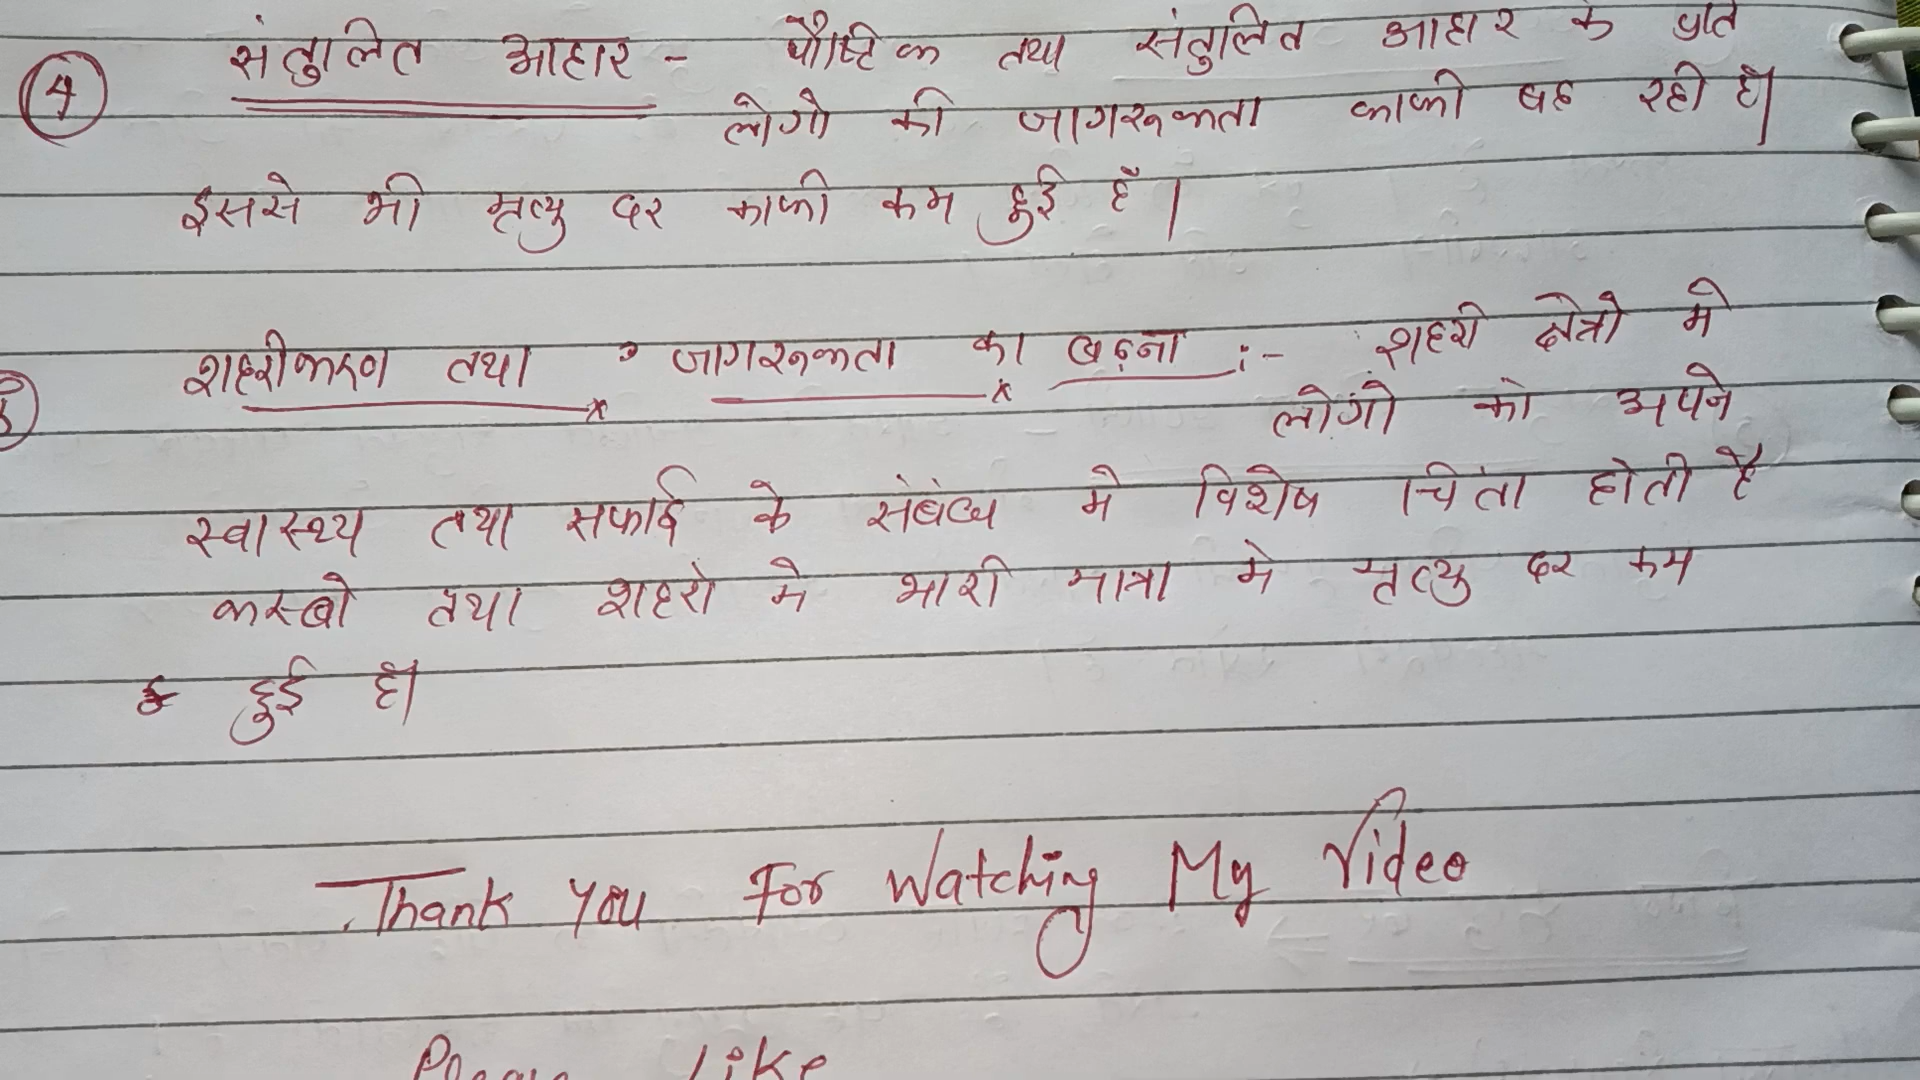 ④ संतुलित आहार - पौष्टिक तथा संतुलित आहार के प्रति
लोगो की जागरूकता काफी बढ रही है।
इससे भी मृत्यु दर काफी कम हुई है।
शहरीकरण तथा जागरूकता का बढ़ना :- शहरी क्षेत्रो मे
लोगो को अपने
स्वास्थ्य तथा सफाई के संबंध मे विशेष चिंता होती है
कस्बो तथा शहरो मे भारी मात्रा मे मृत्यु दर कम
हुई है।
Thank You For Watching My Video
Please Like